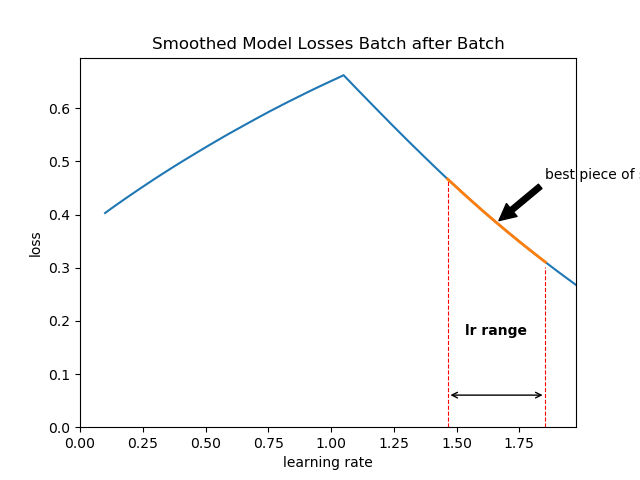 Smoothed Model Losses Batch after Batch
0.6
0.5
0.4
0.3
0.2
0.1
0.0
loss
best piece of
lr range
0.00 0.25 0.50 0.75 1.00 1.25 1.50 1.75
learning rate